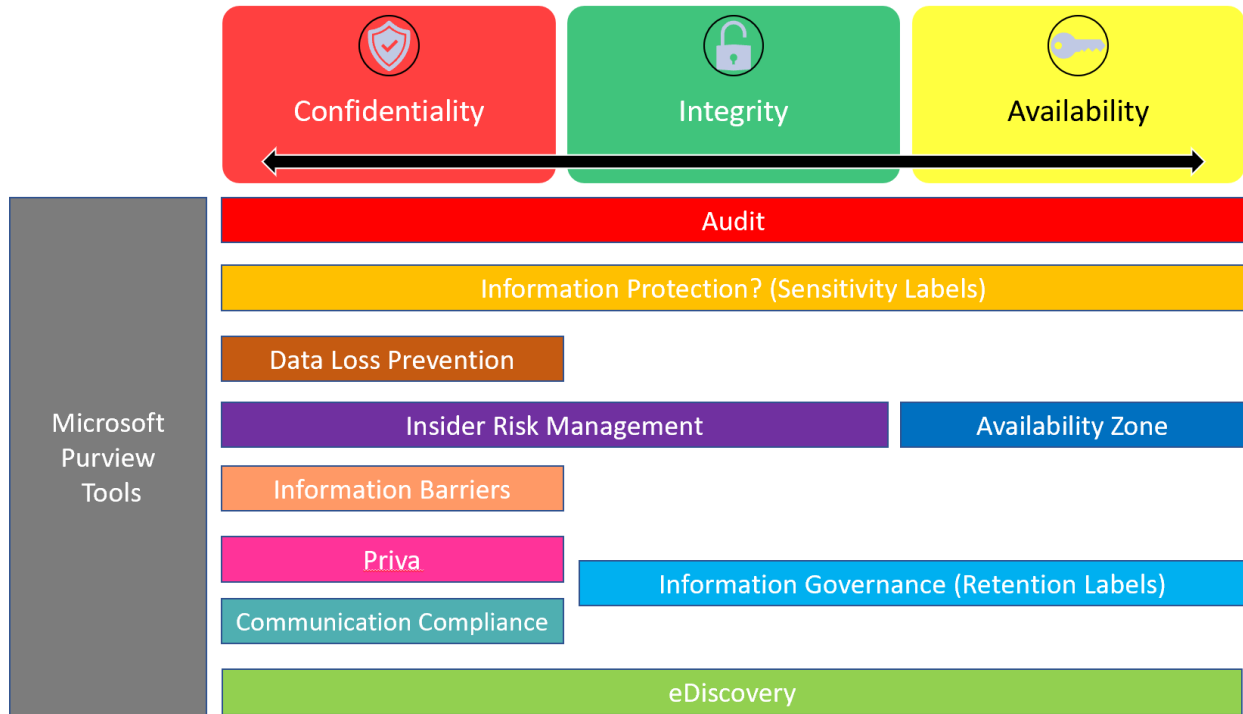 Confidentiality
Integrity
Availability
Audit
Information Protection? (Sensitivity Labels)
Data Loss Prevention
Microsoft
Purview
Tools
Insider Risk Management
Availability Zone
Information Barriers
Priva
Information Governance (Retention Labels)
Communication Compliance
eDiscovery